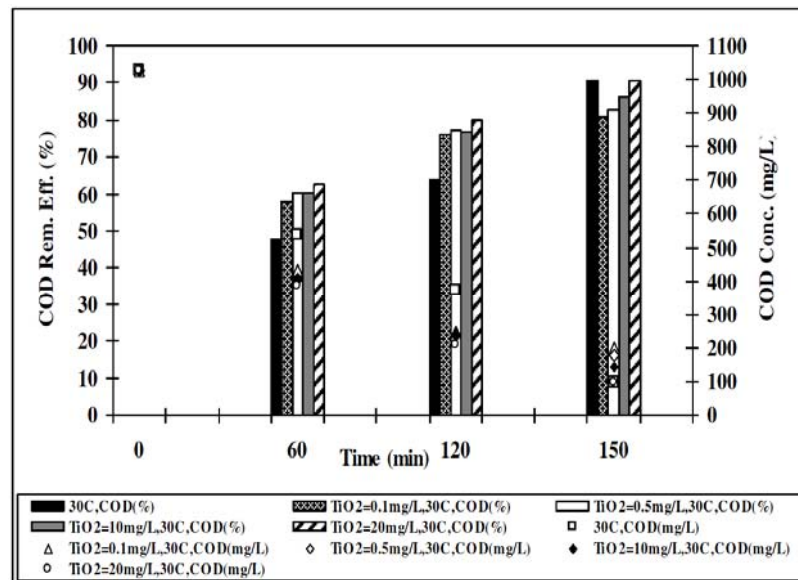 100
90
80
70
60
50
40
30
20
10
0
COD Rem. Eff. (%)
1100
1000
900
800
700
600
500
400
300
200
100
0
COD Conc. (mg/L)
0 60 120 150
Time (min)
30C,COD(%) TiO2=0.1mg/L,30C,COD(%) TiO2=0.5mg/L,30C,COD(%)
TiO2=10mg/L,30C,COD(%) TiO2=20mg/L,30C,COD(%) 30C,COD(mg/L)
TiO2=0.1mg/L,30C,COD(mg/L) TiO2=0.5mg/L,30C,COD(mg/L) TiO2=10mg/L,30C,COD(mg/L)
TiO2=20mg/L,30C,COD(mg/L)